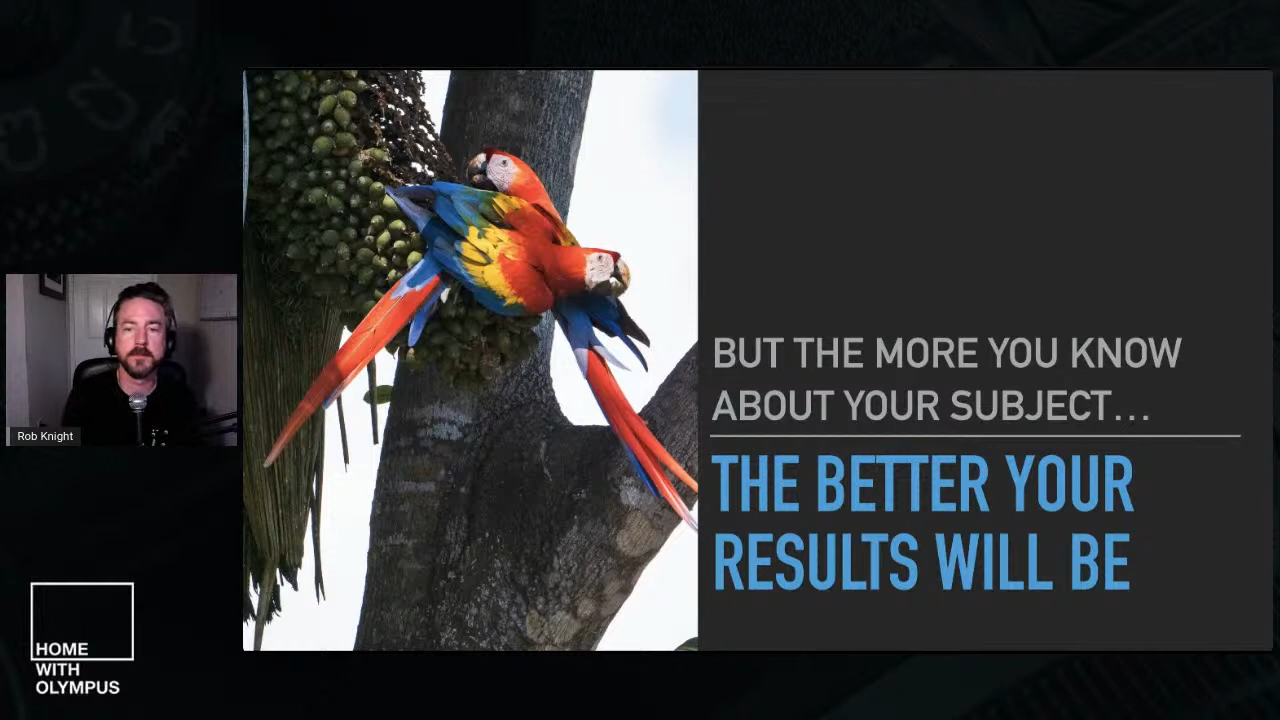 BUT THE MORE YOU KNOW
ABOUT YOUR SUBJECT...
THE BETTER YOUR
RESULTS WILL BE
Rob Knight
HOME
WITH
OLYMPUS